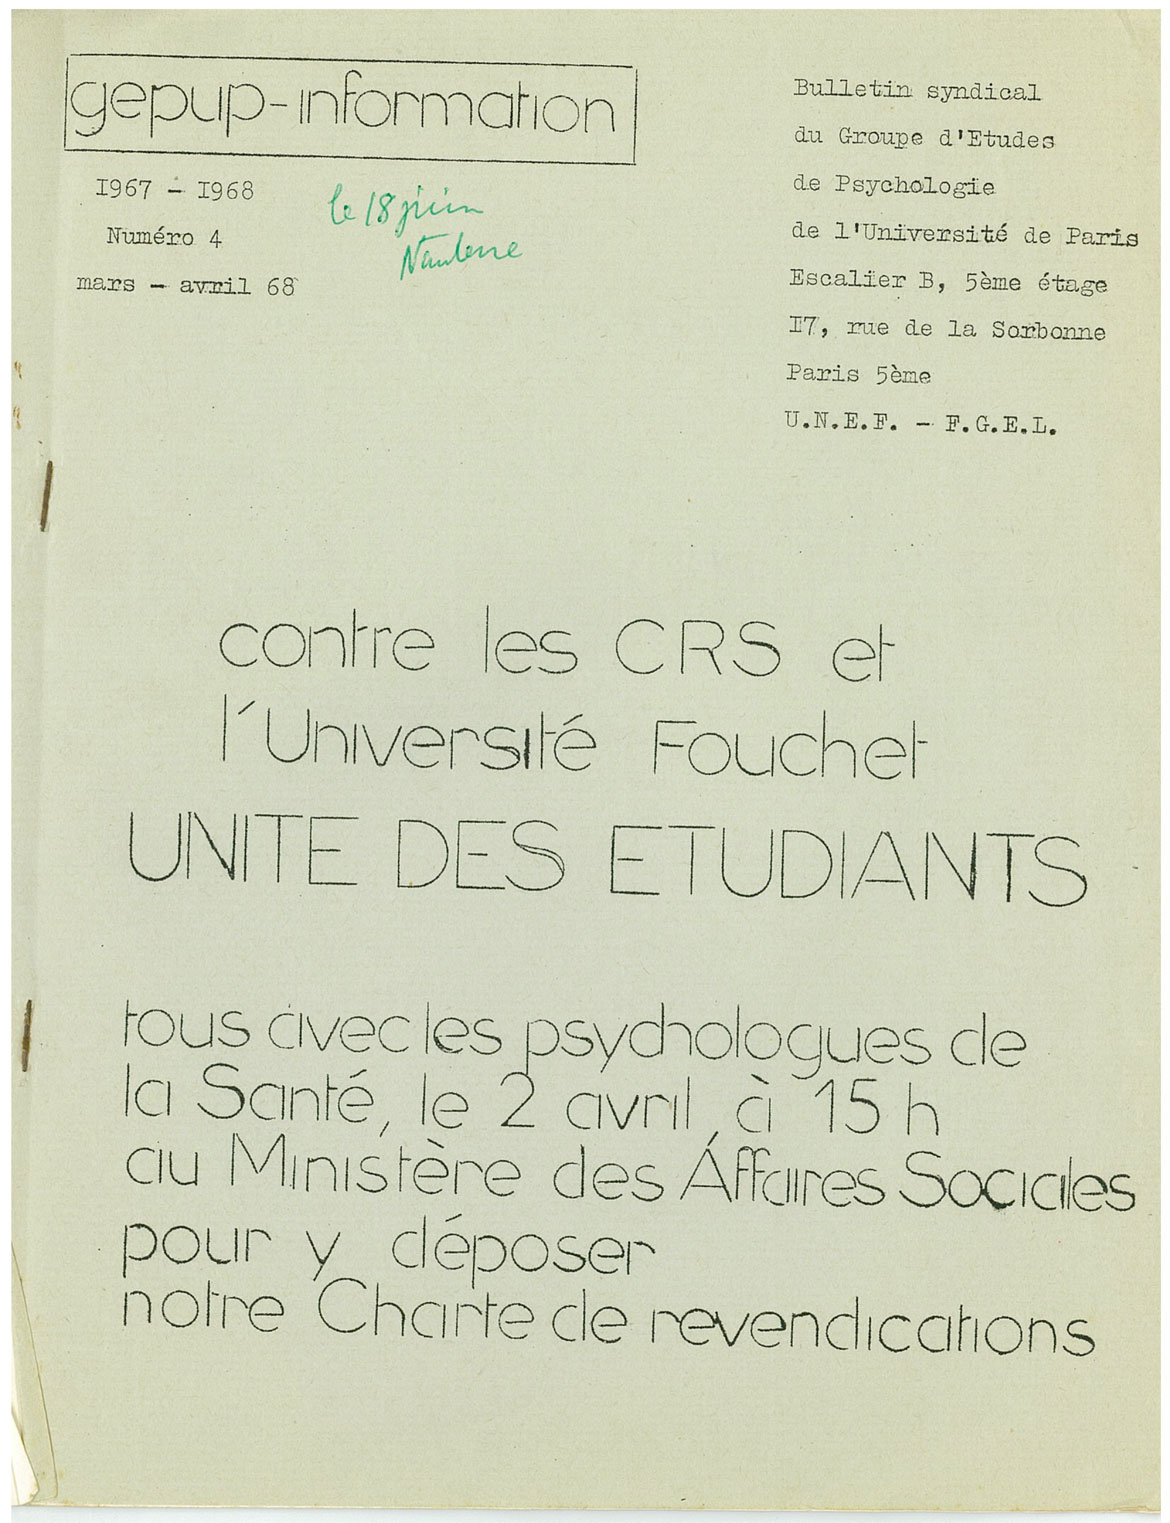 gepup-information
1967 - 1968
Numéro 4
mars - avril 68
le 18 juin
Nanterre
Bulletin syndical
du Groupe d'Etudes
de Psychologie
de l'Université de Paris
Escalier B, 5ème étage
17, rue de la Sorbonne
Paris 5ème
U.N.E.F. - F.G.E.L.
contre les CRS et
l'Université Fouchet
UNITE DES ETUDIANTS
tous avec les psychologues de
la Santé, le 2 avril, à 15 h
au Ministère des Affaires Sociales
pour y déposer
notre Charte de revendications